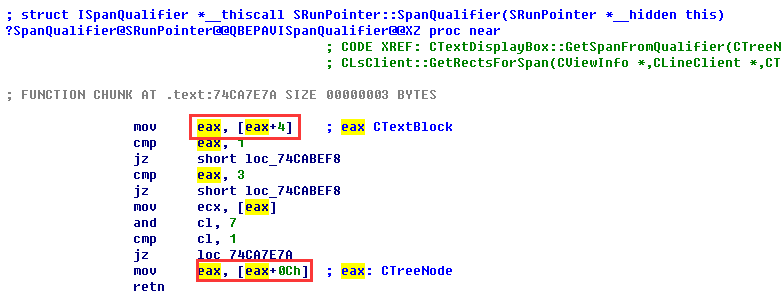 ; struct ISpanQualifier *__thiscall SRunPointer::SpanQualifier(SRunPointer *__hidden this)
?SpanQualifier@SRunPointer@@QBEPAVISpanQualifier@@XZ proc near
; CODE XREF: CTextDisplayBox::GetSpanFromQualifier(CTreeN
; CLsClient::GetRectsForSpan(CViewInfo *,CLineClient *,CT
; FUNCTION CHUNK AT .text:74CA7E7A SIZE 00000003 BYTES
mov eax, [eax+4] ; eax CTextBlock
cmp eax, 1
jz short loc_74CABEF8
cmp eax, 3
jz short loc_74CABEF8
mov ecx, [eax]
and cl, 7
cmp cl, 1
jz loc_74CA7E7A
mov eax, [eax+0Ch] ; eax: CTreeNode
retn